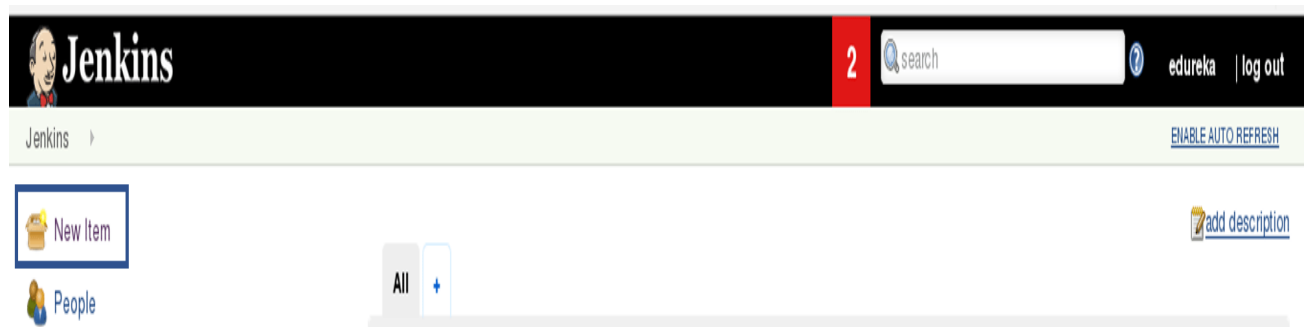 Jenkins
2
search
?
edureka | log out
Jenkins
ENABLE AUTO REFRESH
New Item
add description
All +
People